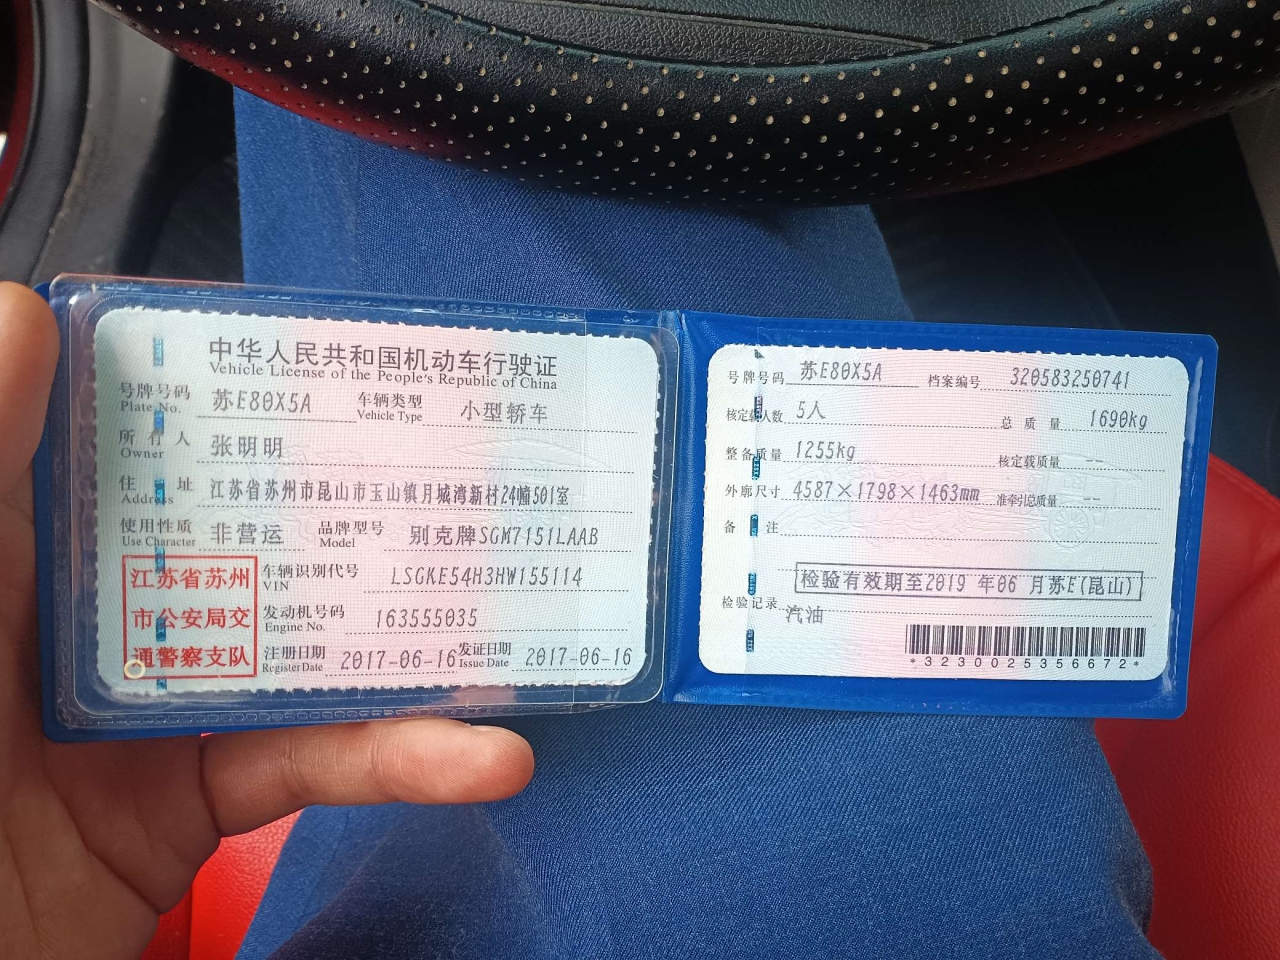 中华人民共和国机动车行驶证
Vehicle License of the People's Republic of China
号牌号码 苏E80X5A 车辆类型 小型轿车
Plate No. Vehicle Type
所有人 张明明
Owner
住址 江苏省苏州市昆山市玉山镇月城湾新村24幢501室
Address
使用性质 非营运 品牌型号 别克牌SGM7151LAAB
Use Character Model
江苏省苏州
市公安局交
通警察支队
车辆识别代号 LSGKE54H3HW155114
VIN
发动机号码 163555035
Engine No.
注册日期 2017-06-16 发证日期 2017-06-16
Register Date Issue Date
号牌号码 苏E80X5A 档案编号 320583250741
核定载人数 5人 总质量 1690kg
整备质量 1255kg 核定载质量 --
外廓尺寸 4587×1798×1463mm 准牵引总质量 --
备注
检验有效期至2019 年06 月苏E(昆山)
检验记录 汽油
*3230025356672*